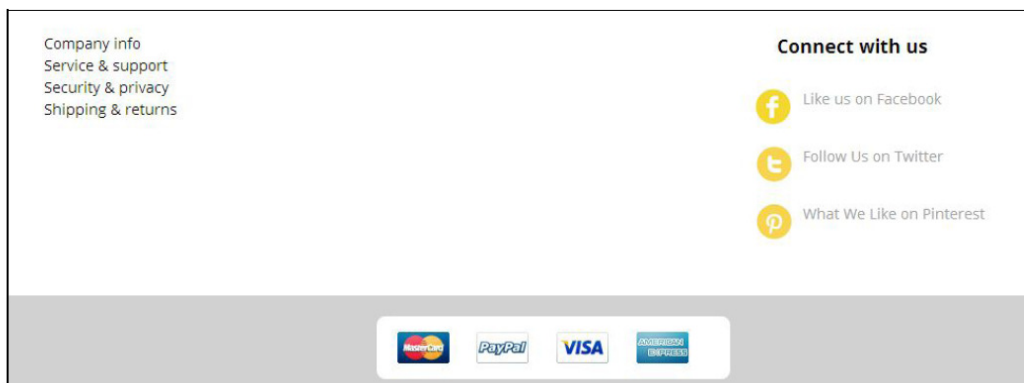 Company info
Service & support
Security & privacy
Shipping & returns
Connect with us
Like us on Facebook
Follow Us on Twitter
What We Like on Pinterest
MasterCard
PayPal
VISA
AMERICAN
EXPRESS